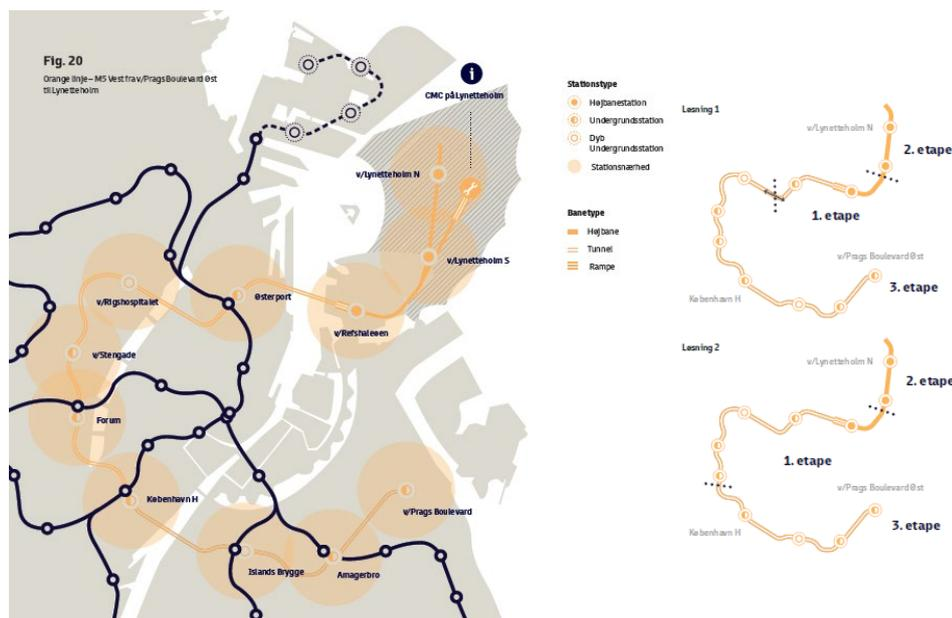 Fig. 20
Orange linje – M5 Vest fra v/Prags Boulevard Øst
til Lynetteholm
i
CMC på Lynetteholm
v/Lynetteholm N
v/Lynetteholm S
v/Rigshospitalet
Østerport
v/Refshaleøen
v/Stengade
Forum
København H
v/Prags Boulevard
Islands Brygge
Amagerbro
Stationstype
Højbanestation
Undergrundsstation
Dyb
Undergrundsstation
Stationsnærhed
Banetype
Højbane
Tunnel
Rampe
Løsning 1
v/Lynetteholm N
2. etape
1. etape
v/Prags Boulevard Øst
København H
3. etape
Løsning 2
v/Lynetteholm N
2. etape
1. etape
v/Prags Boulevard Øst
København H
3. etape